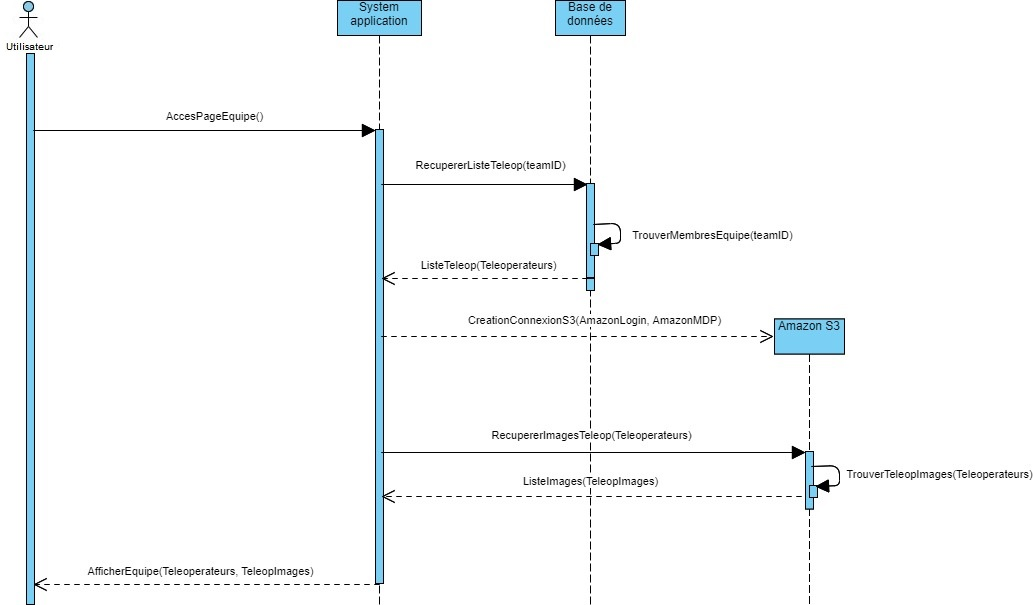 System
application
Base de
données
Utilisateur
AccesPageEquipe()
RecupererListeTeleop(teamID)
TrouverMembresEquipe(teamID)
ListeTeleop(Teleoperateurs)
CreationConnexionS3(AmazonLogin, AmazonMDP)
Amazon S3
RecupererImagesTeleop(Teleoperateurs)
TrouverTeleopImages(Teleoperateurs)
ListeImages(TeleopImages)
AfficherEquipe(Teleoperateurs, TeleopImages)